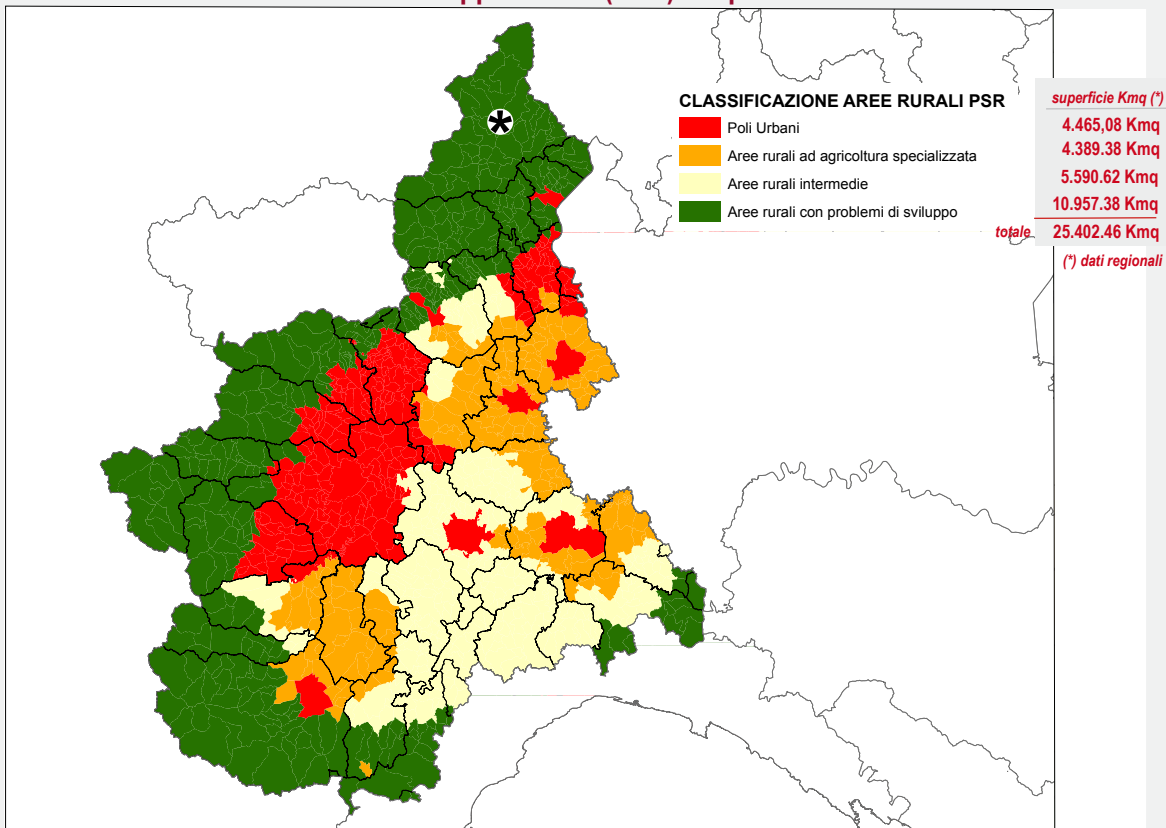 CLASSIFICAZIONE AREE RURALI PSR
superficie Kmq (*)
Poli Urbani
4.465,08 Kmq
Aree rurali ad agricoltura specializzata
4.389.38 Kmq
Aree rurali intermedie
5.590.62 Kmq
Aree rurali con problemi di sviluppo
10.957.38 Kmq
totale 25.402.46 Kmq
(*) dati regionali
*